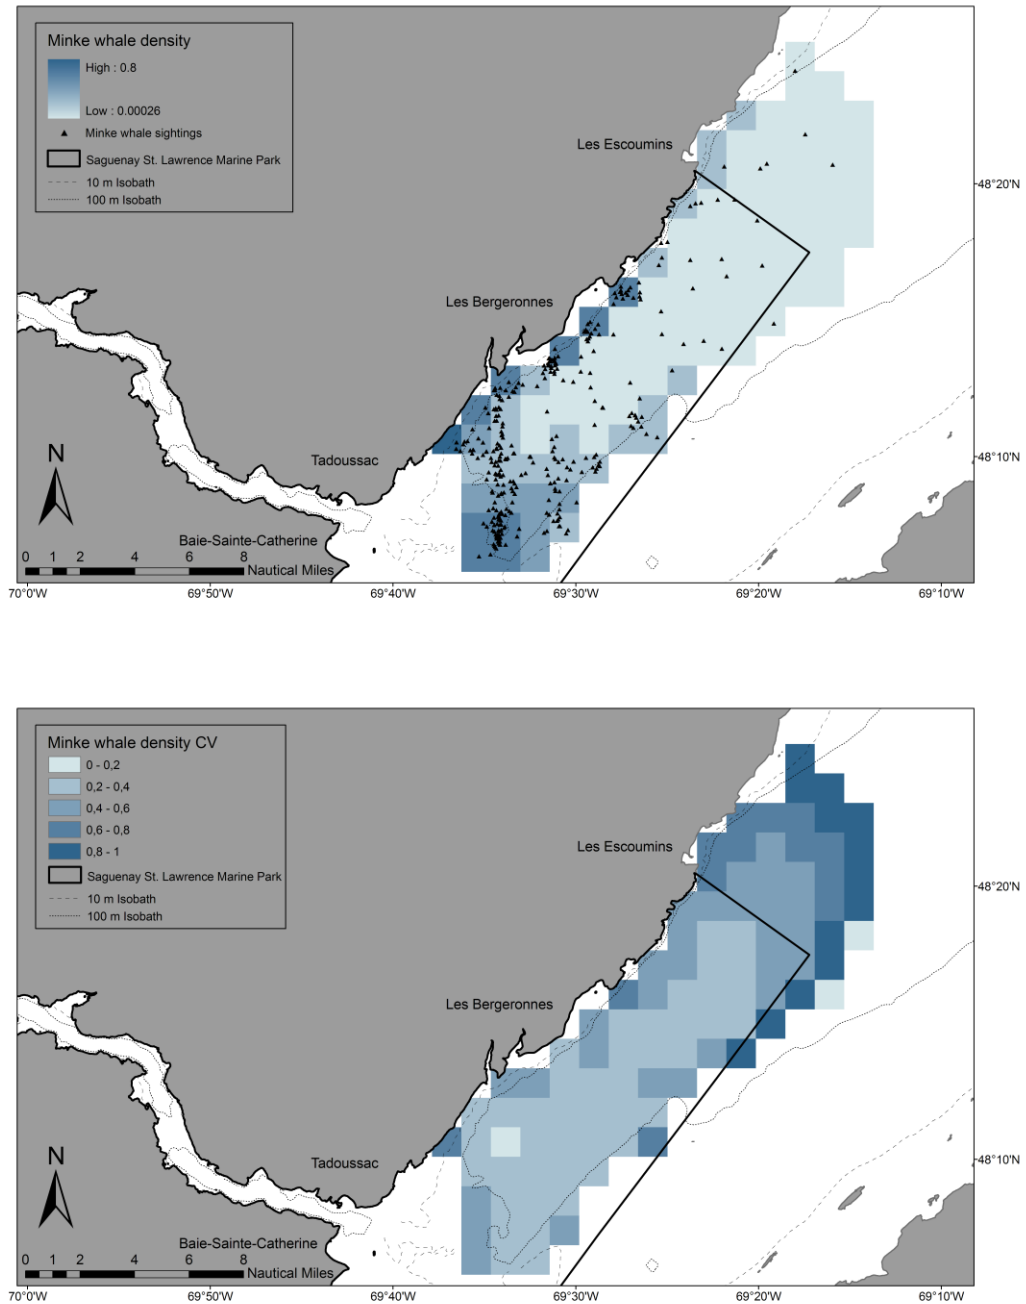 Minke whale density
High : 0.8
Low : 0.00026
Minke whale sightings
Saguenay St. Lawrence Marine Park
10 m Isobath
100 m Isobath
Les Escoumins
48°20'N
Les Bergeronnes
N
Tadoussac
48°10'N
Baie-Sainte-Catherine
0 1 2 4 6 8
Nautical Miles
70°0'W 69°50'W 69°40'W 69°30'W 69°20'W 69°10'W
Minke whale density CV
0 - 0,2
0,2 - 0,4
0,4 - 0,6
0,6 - 0,8
0,8 - 1
Saguenay St. Lawrence Marine Park
10 m Isobath
100 m Isobath
Les Escoumins
48°20'N
Les Bergeronnes
N
Tadoussac
48°10'N
Baie-Sainte-Catherine
0 1 2 4 6 8
Nautical Miles
70°0'W 69°50'W 69°40'W 69°30'W 69°20'W 69°10'W